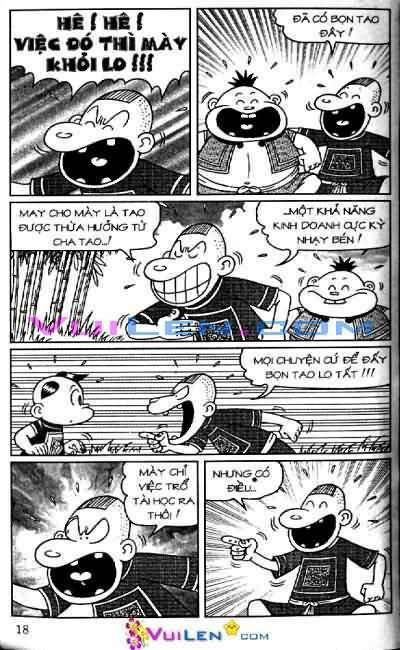 HÊ! HÊ!
VIỆC ĐÓ THÌ MÀY
KHỎI LO!!!
ĐÃ CÓ BỌN TAO
ĐÂY!
MAY CHO MÀY LÀ TAO
ĐƯỢC THỪA HƯỞNG TỪ
CHA TAO...!
...MỘT KHẢ NĂNG
KINH DOANH CỰC KỲ
NHẠY BÉN!
VUILEN.COM
MỌI CHUYỆN CỨ ĐỂ ĐẤY
BỌN TAO LO TẤT!!!
MÀY CHỈ
VIỆC TRỔ
TÀI HỌC RA
THÔI!
NHƯNG CÓ
ĐIỀU...
18
VUILEN.COM